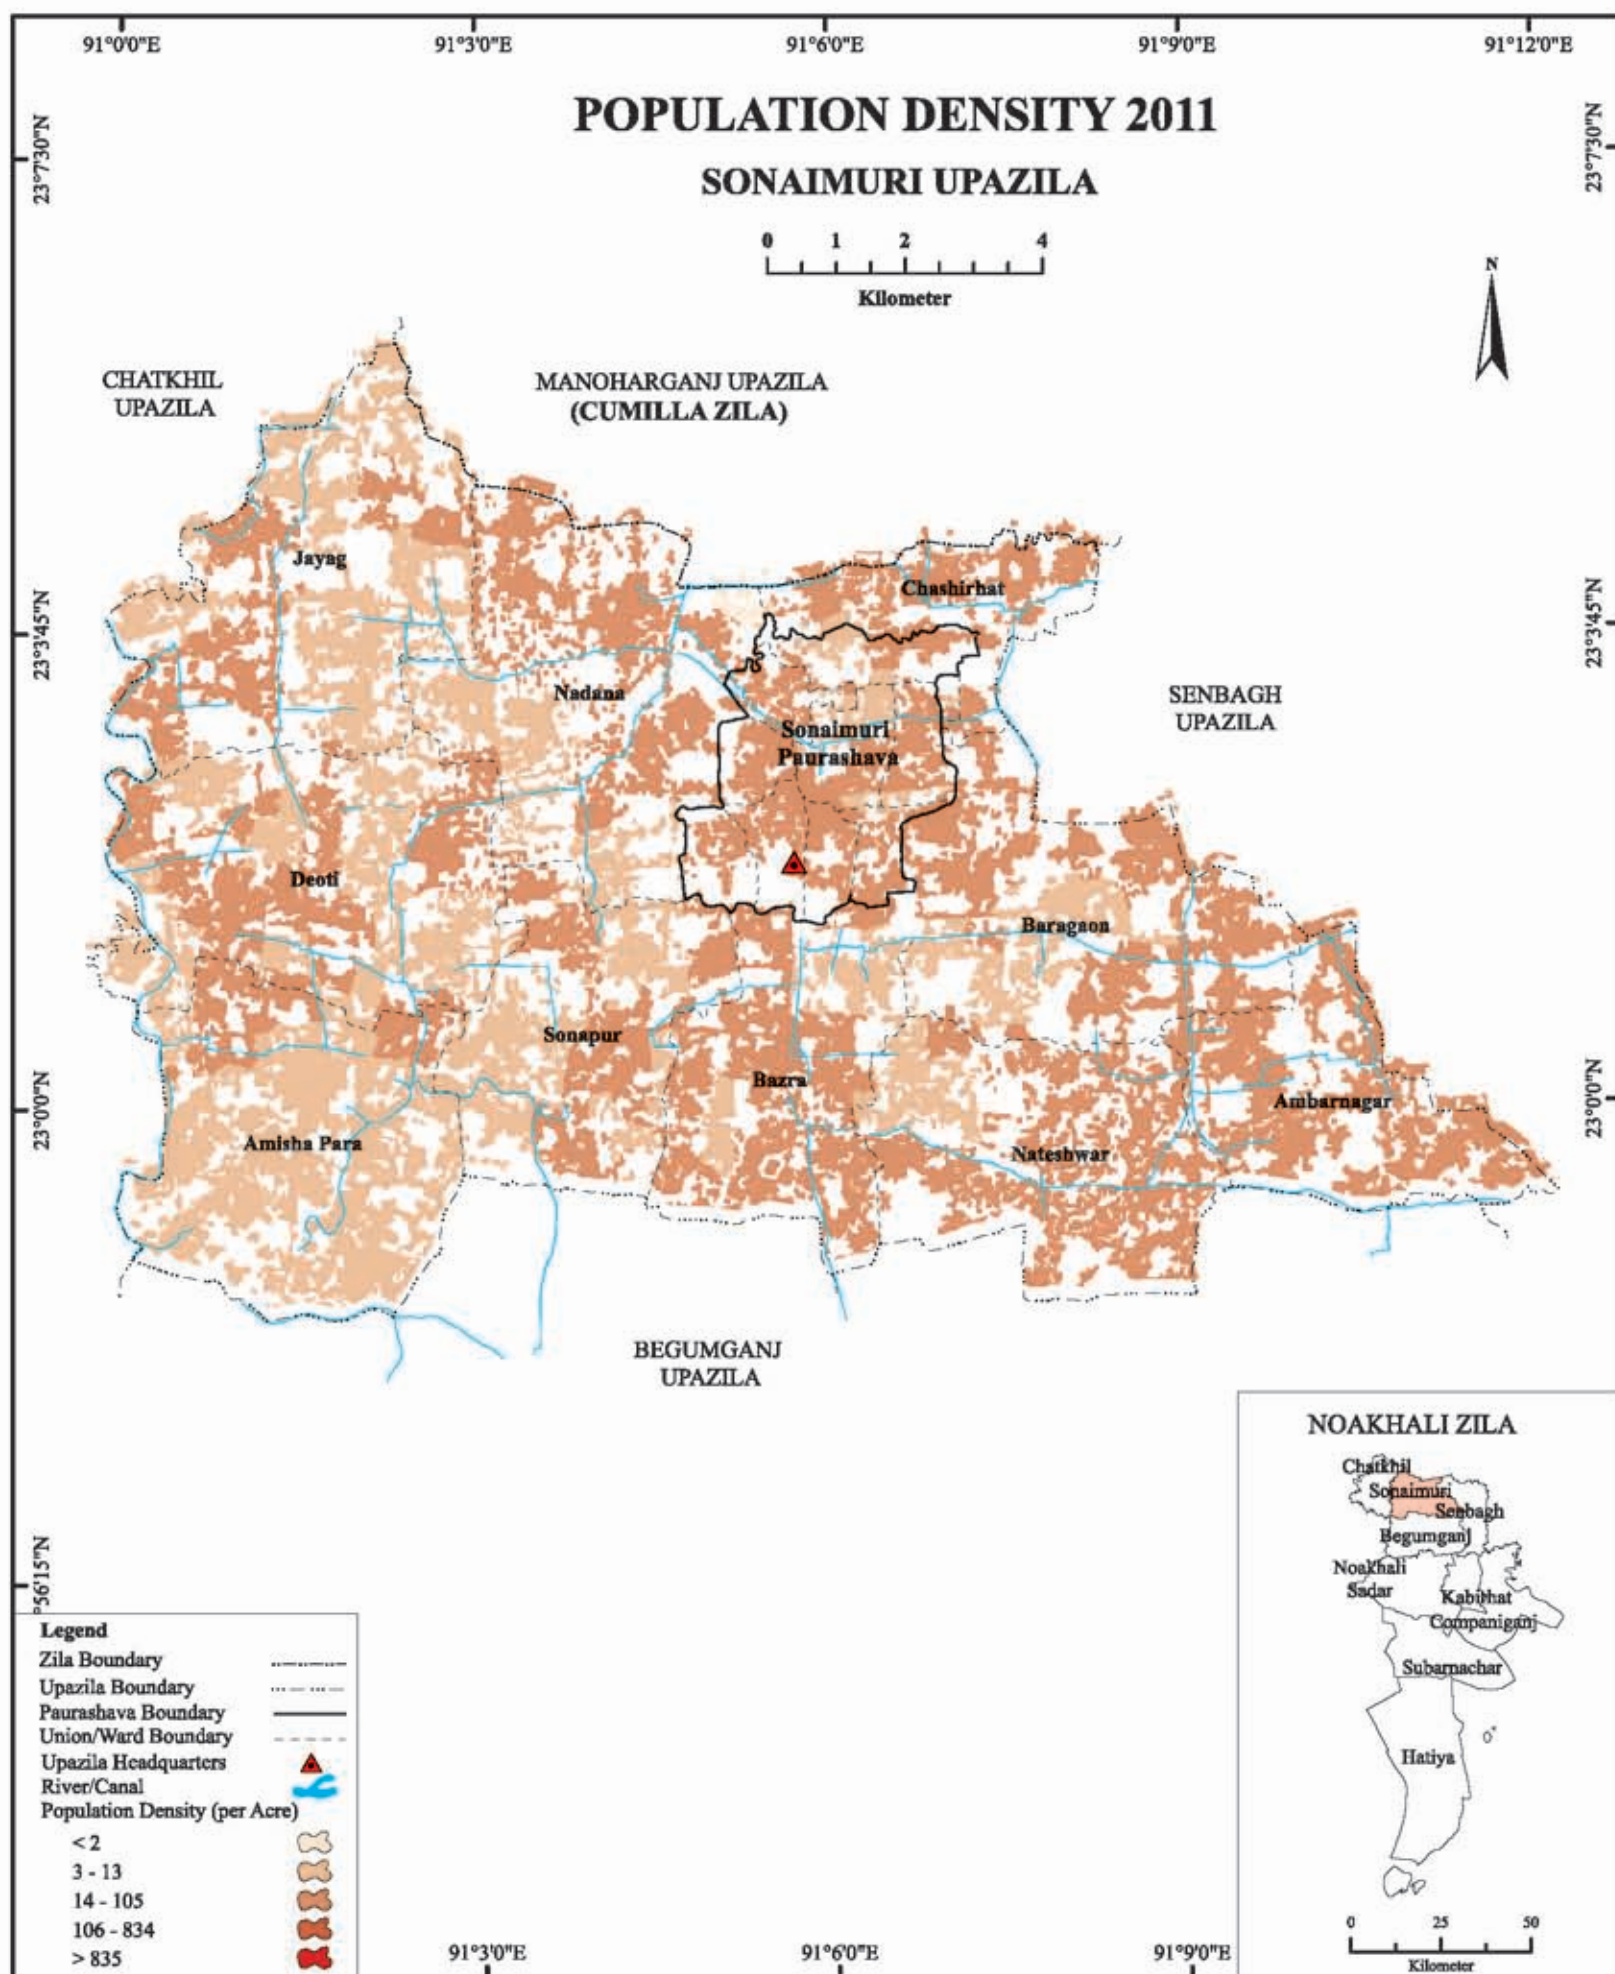 91°0'0"E
91°3'0"E
91°6'0"E
91°9'0"E
91°12'0"E
POPULATION DENSITY 2011
SONAIMURI UPAZILA
0 1 2 4
Kilometer
N
23°7'30"N
23°7'30"N
CHATKHIL
UPAZILA
MANOHARGANJ UPAZILA
(CUMILLA ZILA)
Jayag
Chashirhat
23°3'45"N
23°3'45"N
Nadana
SENBAGH
UPAZILA
Sonaimuri
Paurashava
Deoti
Baragaon
Sonapur
Bazra
Ambarnagar
23°0'0"N
23°0'0"N
Amisha Para
Nateshwar
BEGUMGANJ
UPAZILA
NOAKHALI ZILA
Chatkhil
Sonaimuri
Senbagh
Begumganj
Noakhali
Sadar
Kabilhat
Companiganj
Subarnachar
Hatiya
0 25 50
Kilometer
°56'15"N
Legend
Zila Boundary
Upazila Boundary
Paurashava Boundary
Union/Ward Boundary
Upazila Headquarters
River/Canal
Population Density (per Acre)
< 2
3 - 13
14 - 105
106 - 834
> 835
91°3'0"E
91°6'0"E
91°9'0"E